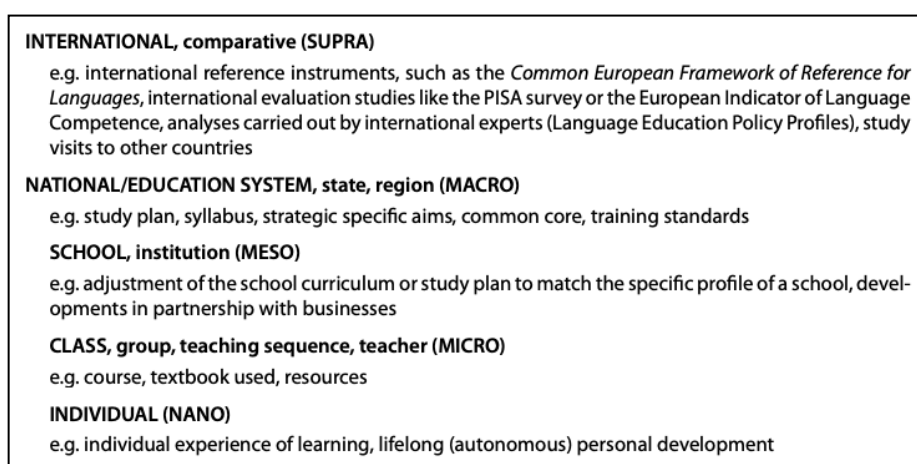 INTERNATIONAL, comparative (SUPRA)
e.g. international reference instruments, such as the Common European Framework of Reference for
Languages, international evaluation studies like the PISA survey or the European Indicator of Language
Competence, analyses carried out by international experts (Language Education Policy Profiles), study
visits to other countries
NATIONAL/EDUCATION SYSTEM, state, region (MACRO)
e.g. study plan, syllabus, strategic specific aims, common core, training standards
SCHOOL, institution (MESO)
e.g. adjustment of the school curriculum or study plan to match the specific profile of a school, devel-
opments in partnership with businesses
CLASS, group, teaching sequence, teacher (MICRO)
e.g. course, textbook used, resources
INDIVIDUAL (NANO)
e.g. individual experience of learning, lifelong (autonomous) personal development